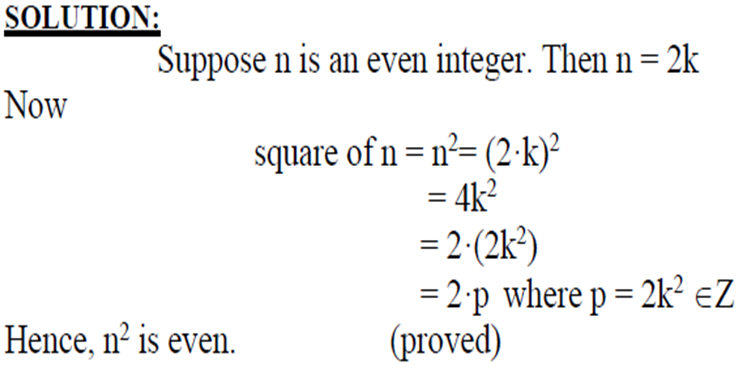 SOLUTION:
Suppose n is an even integer. Then n = 2k
Now
square of n = n²= (2·k)²
= 4k²
= 2·(2k²)
= 2·p where p = 2k² ∈Z
Hence, n² is even. (proved)